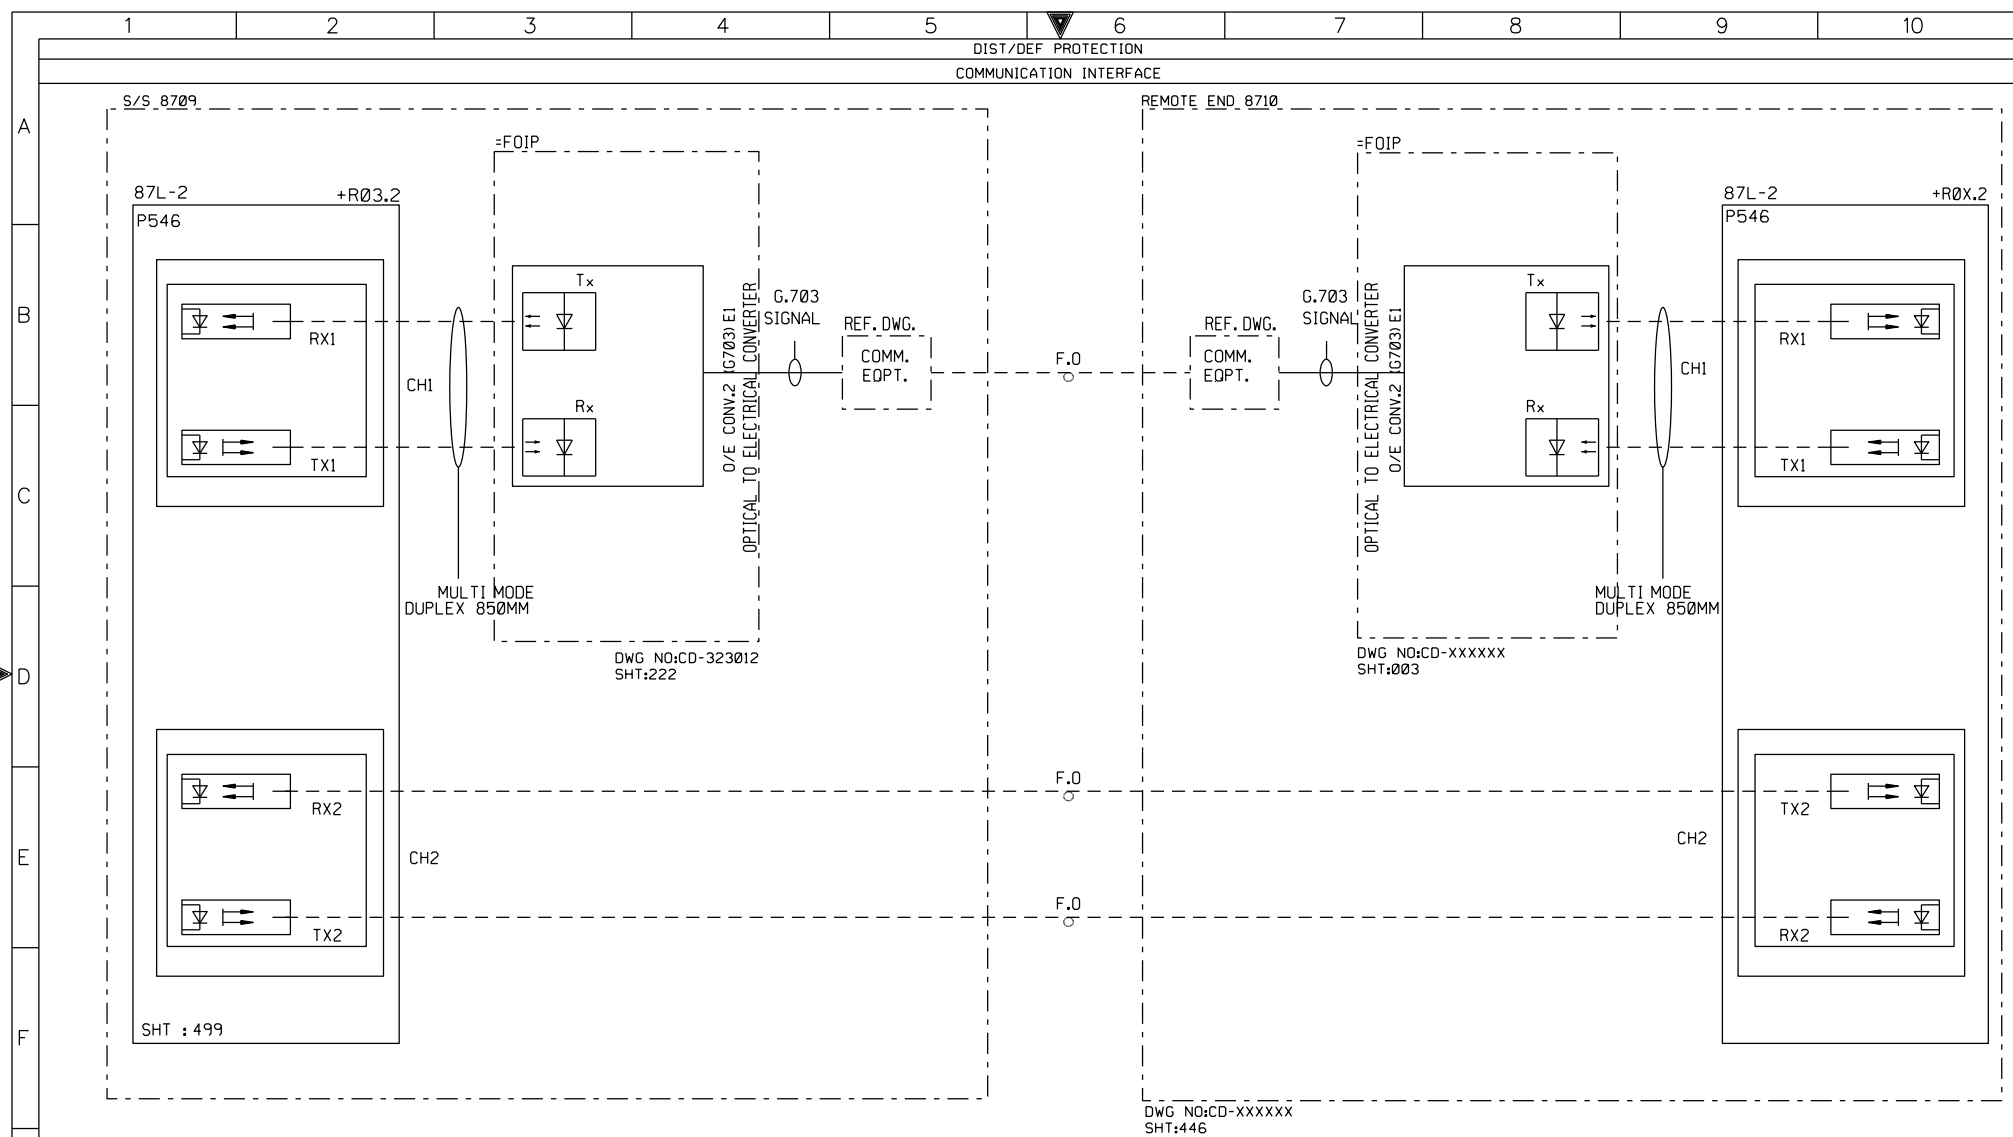 1 2 3 4 5 6 7 8 9 10
DIST/DEF PROTECTION
COMMUNICATION INTERFACE
A
B
C
D
E
F
S/S 8709
=FOIP
87L-2 +RØ3.2
P546
RX1
TX1
CH1
MULTI MODE
DUPLEX 850MM
Tx
Rx
O/E CONV.2 (G703) E1
OPTICAL TO ELECTRICAL CONVERTER
G.703
SIGNAL
REF.DWG.
COMM.
EQPT.
DWG NO:CD-323012
SHT:222
RX2
TX2
CH2
SHT :499
F.O
F.O
F.O
REMOTE END 8710
=FOIP
REF.DWG.
COMM.
EQPT.
G.703
SIGNAL
OPTICAL TO ELECTRICAL CONVERTER
O/E CONV.2 (G703) E1
Tx
Rx
DWG NO:CD-XXXXXX
SHT:003
MULTI MODE
DUPLEX 850MM
87L-2 +RØX.2
P546
CH1
RX1
TX1
CH2
TX2
RX2
DWG NO:CD-XXXXXX
SHT:446